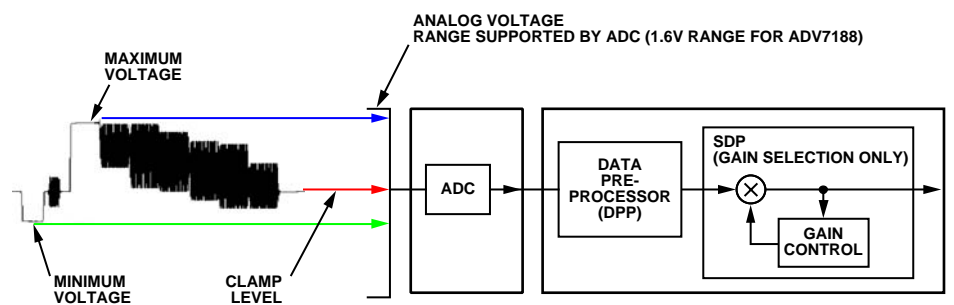 ANALOG VOLTAGE
RANGE SUPPORTED BY ADC (1.6V RANGE FOR ADV7188)
MAXIMUM
VOLTAGE
SDP
(GAIN SELECTION ONLY)
DATA
PRE-
PROCESSOR
(DPP)
ADC
GAIN
CONTROL
MINIMUM
VOLTAGE
CLAMP
LEVEL